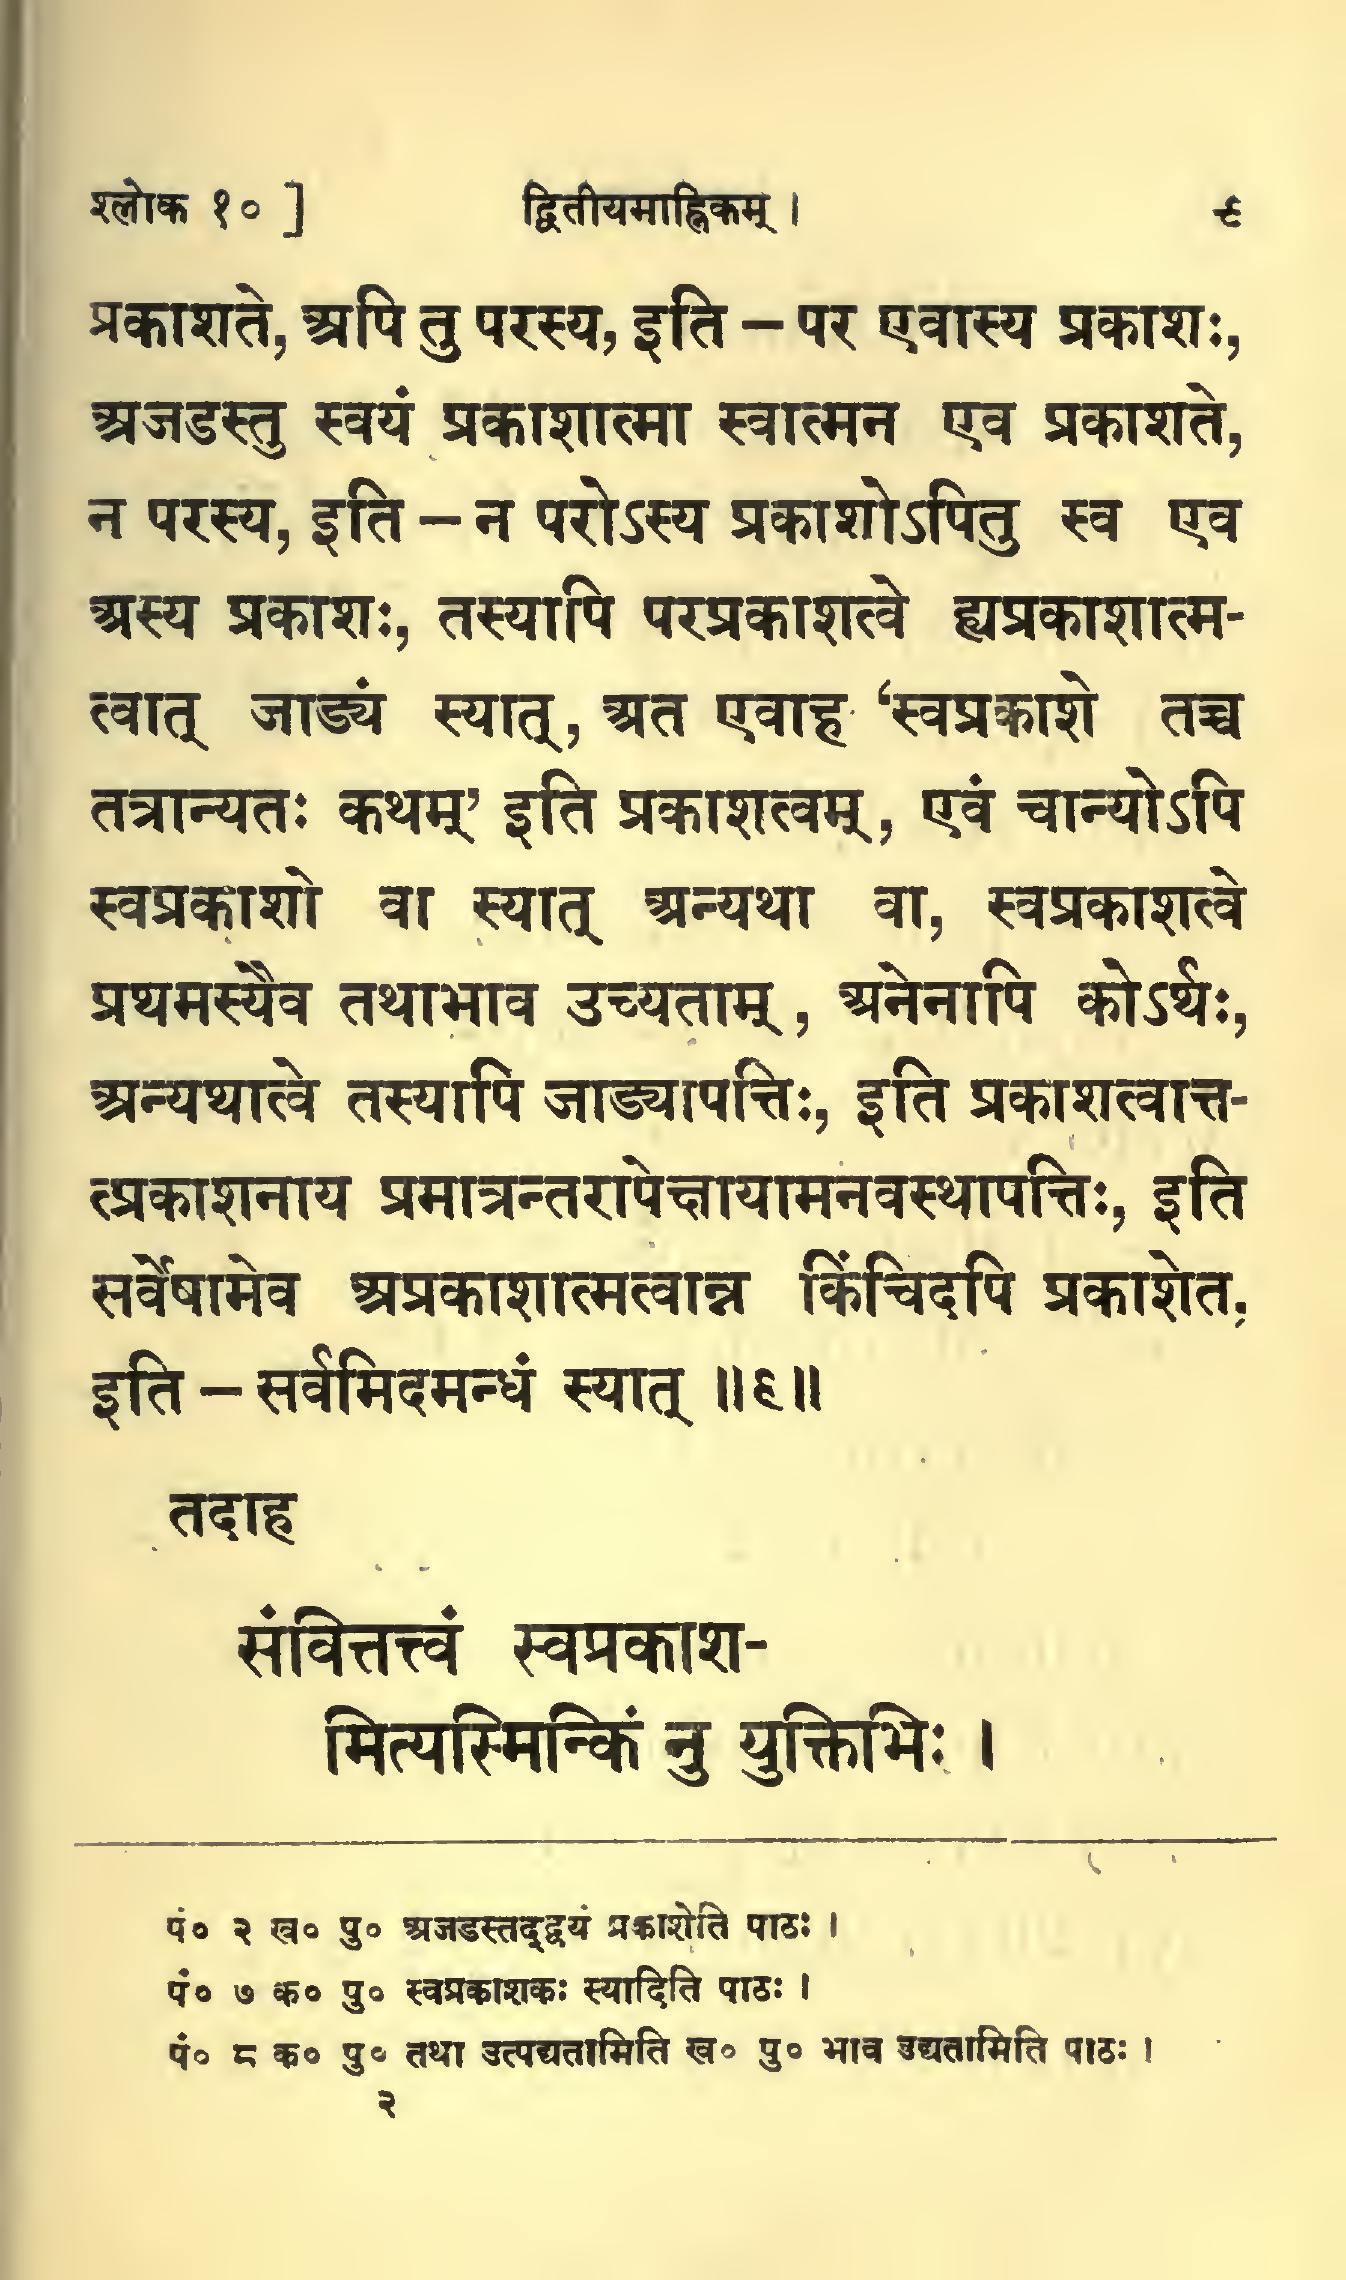 श्लोक १० ] द्वितीयमाह्निकम् । ९
प्रकाशते, अपि तु परस्य, इति – पर एवास्य प्रकाशः,
अजडस्तु स्वयं प्रकाशात्मा स्वात्मन एव प्रकाशते,
न परस्य, इति – न परोऽस्य प्रकाशोऽपितु स्व एव
अस्य प्रकाशः, तस्यापि परप्रकाशत्वे ह्यप्रकाशात्म-
त्वात् जाड्यं स्यात्, अत एवाह ‘स्वप्रकाशे तच्च
तत्रान्यतः कथम्’ इति प्रकाशत्वम्, एवं चान्योऽपि
स्वप्रकाशो वा स्यात् अन्यथा वा, स्वप्रकाशत्वे
प्रथमस्यैव तथाभाव उच्यताम्, अनेनापि कोऽर्थः,
अन्यथात्वे तस्यापि जाड्यापत्तिः, इति प्रकाशत्वात्त-
त्प्रकाशनाय प्रमात्रन्तरापेक्षायामनवस्थापत्तिः, इति
सर्वेषामेव अप्रकाशात्मत्वान्न किंचिदपि प्रकाशेत,
इति – सर्वमिदमन्धं स्यात् ॥९॥
तदाह
संवित्तत्त्वं स्वप्रकाश-
मित्यस्मिन्किं नु युक्तिभिः ।
पं० २ ख० पु० अजडस्तद्द्वयं प्रकाशेति पाठः ।
पं० ७ क० पु० स्वप्रकाशकः स्यादिति पाठः ।
पं० ८ क० पु० तथा उत्पद्यतामिति ख० पु० भाव उद्यतामिति पाठः ।
२